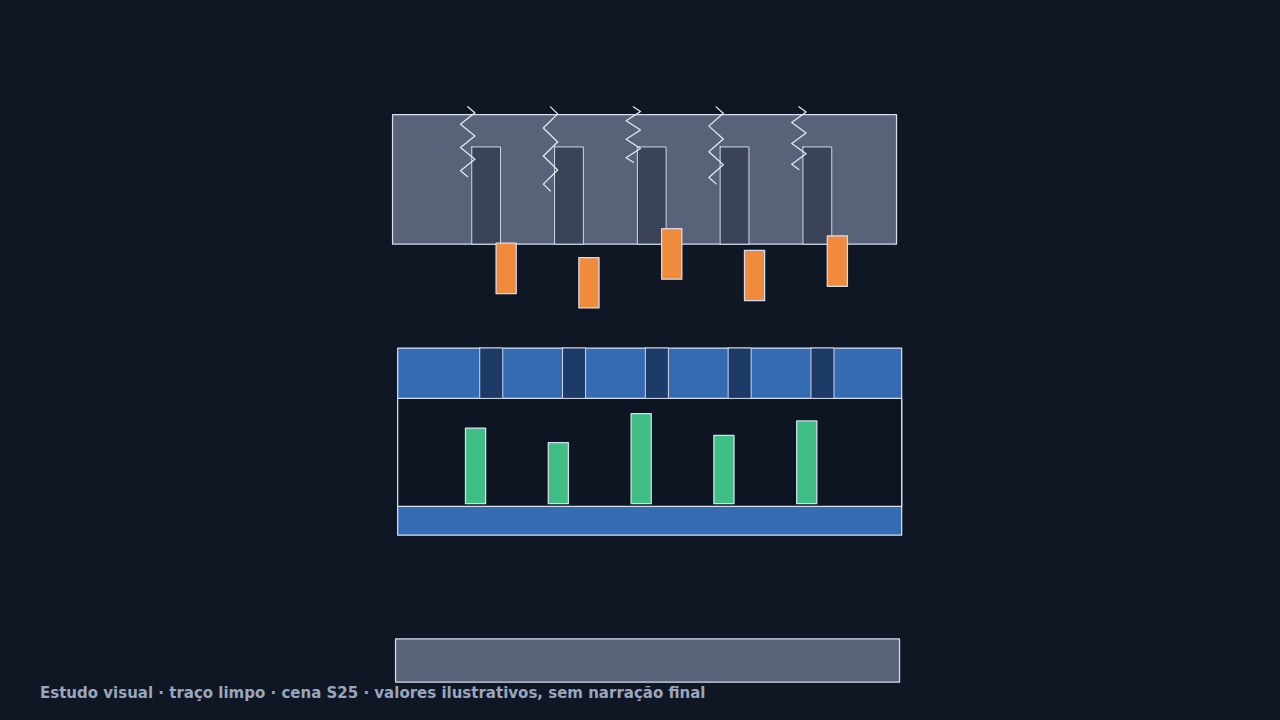 Estudo visual · traço limpo · cena S25 · valores ilustrativos, sem narração final